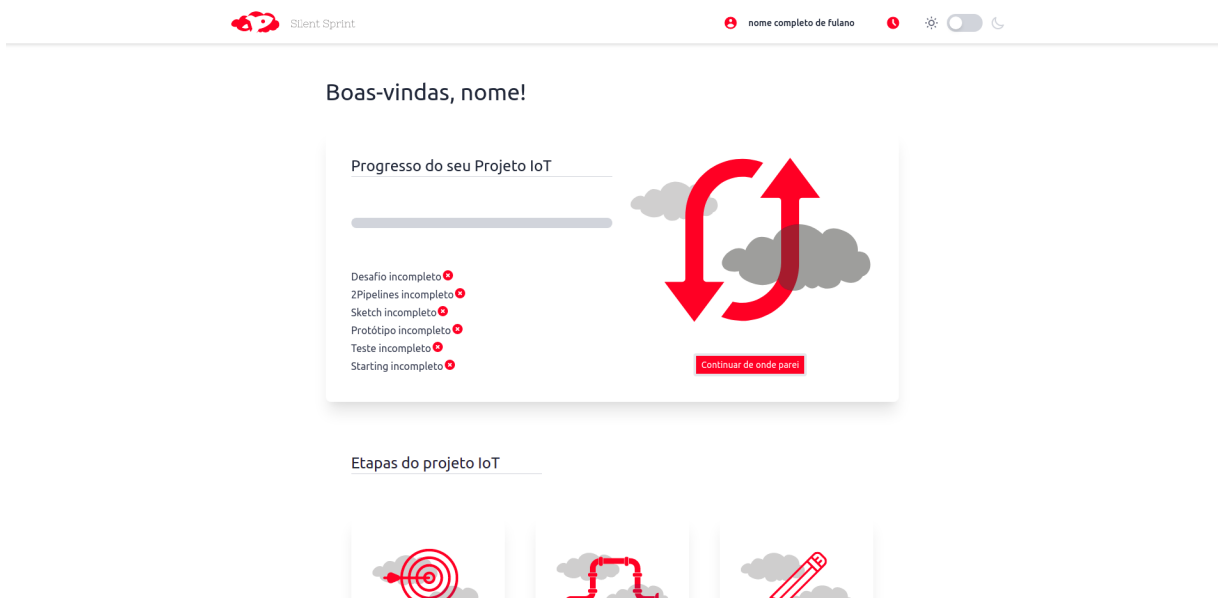 Silent Sprint
nome completo de fulano
Boas-vindas, nome!
Progresso do seu Projeto IoT
Desafio incompleto
2Pipelines incompleto
Sketch incompleto
Protótipo incompleto
Teste incompleto
Starting incompleto
Continuar de onde parei
Etapas do projeto IoT